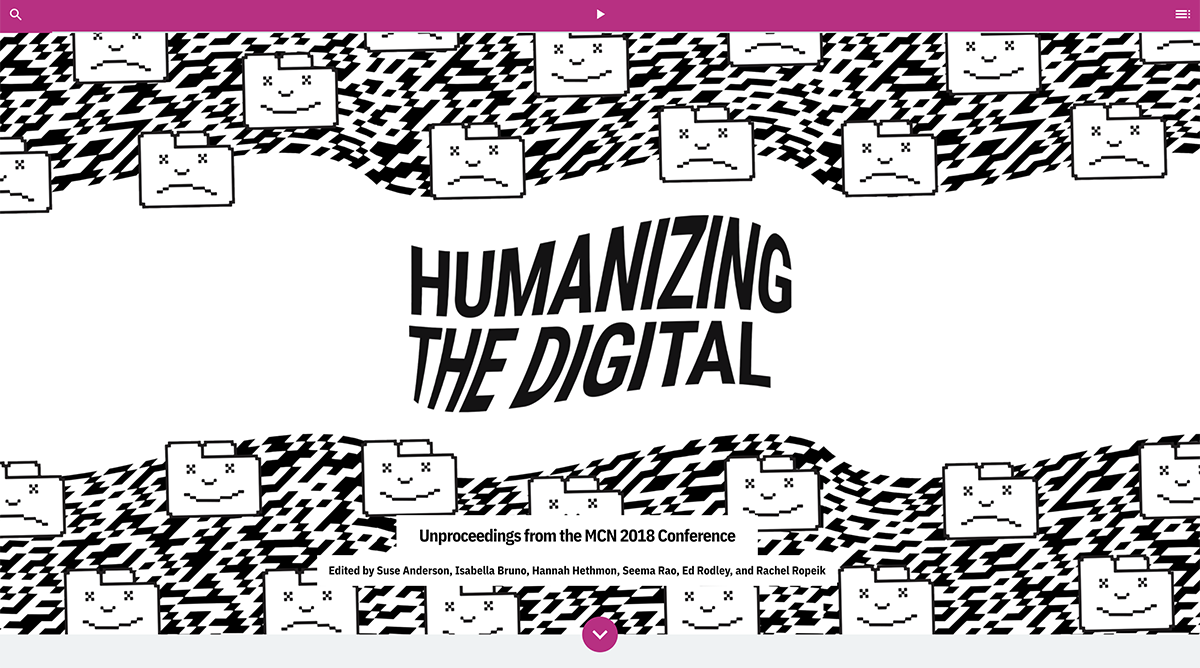 HUMANIZING
THE DIGITAL
Unproceedings from the MCN 2018 Conference
Edited by Suse Anderson, Isabella Bruno, Hannah Hethmon, Seema Rao, Ed Rodley, and Rachel Ropeik